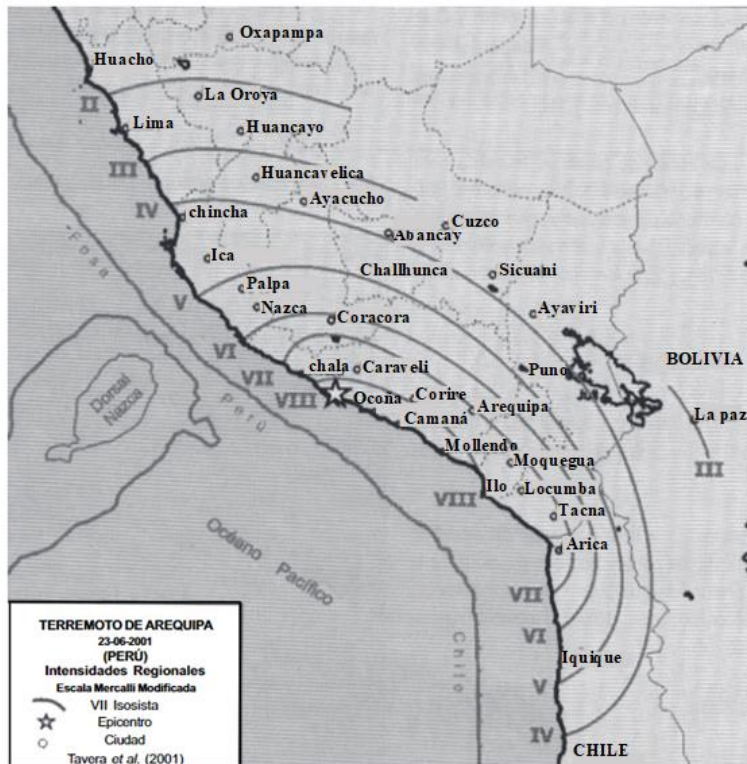 Oxapampa
Huacho
La Oroya
II
Lima
Huancayo
III
Huancavelica
Ayacucho
IV
chincha
Cuzco
Abancay
Fosa
Ica
Challhunca
Sicuani
Palpa
V
Nazca
Ayaviri
Coracora
VI
BOLIVIA
chala
Caraveli
Puno
VII
Dorsal
Nazca
Perú
VIII
Ocoña
Corire
Arequipa
La paz
Camaná
Mollendo
Moquegua
III
Ilo
Locumba
VIII
Tacna
Océano Pacífico
Arica
VII
VI
Chile
Iquique
V
IV
CHILE
TERREMOTO DE AREQUIPA
23-06-2001
(PERÚ)
Intensidades Regionales
Escala Mercalli Modificada
VII Isosista
Epicentro
Ciudad
Tavera et al. (2001)